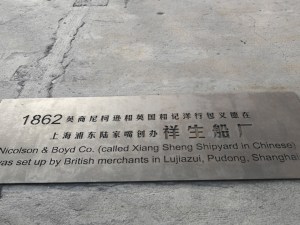 1862 英商尼柯逊和英国和记洋行包义德在
上海浦东陆家嘴创办 祥生船厂
Nicolson & Boyd Co. (called Xiang Sheng Shipyard in Chinese)
was set up by British merchants in Lujiazui, Pudong, Shanghai